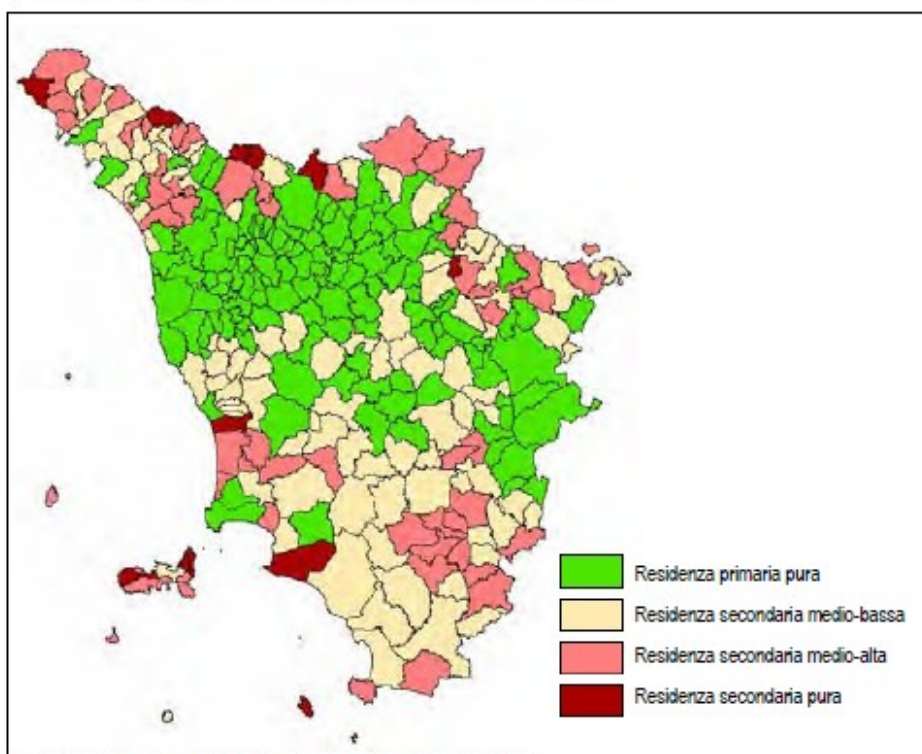 Residenza primaria pura
Residenza secondaria medio-bassa
Residenza secondaria medio-alta
Residenza secondaria pura